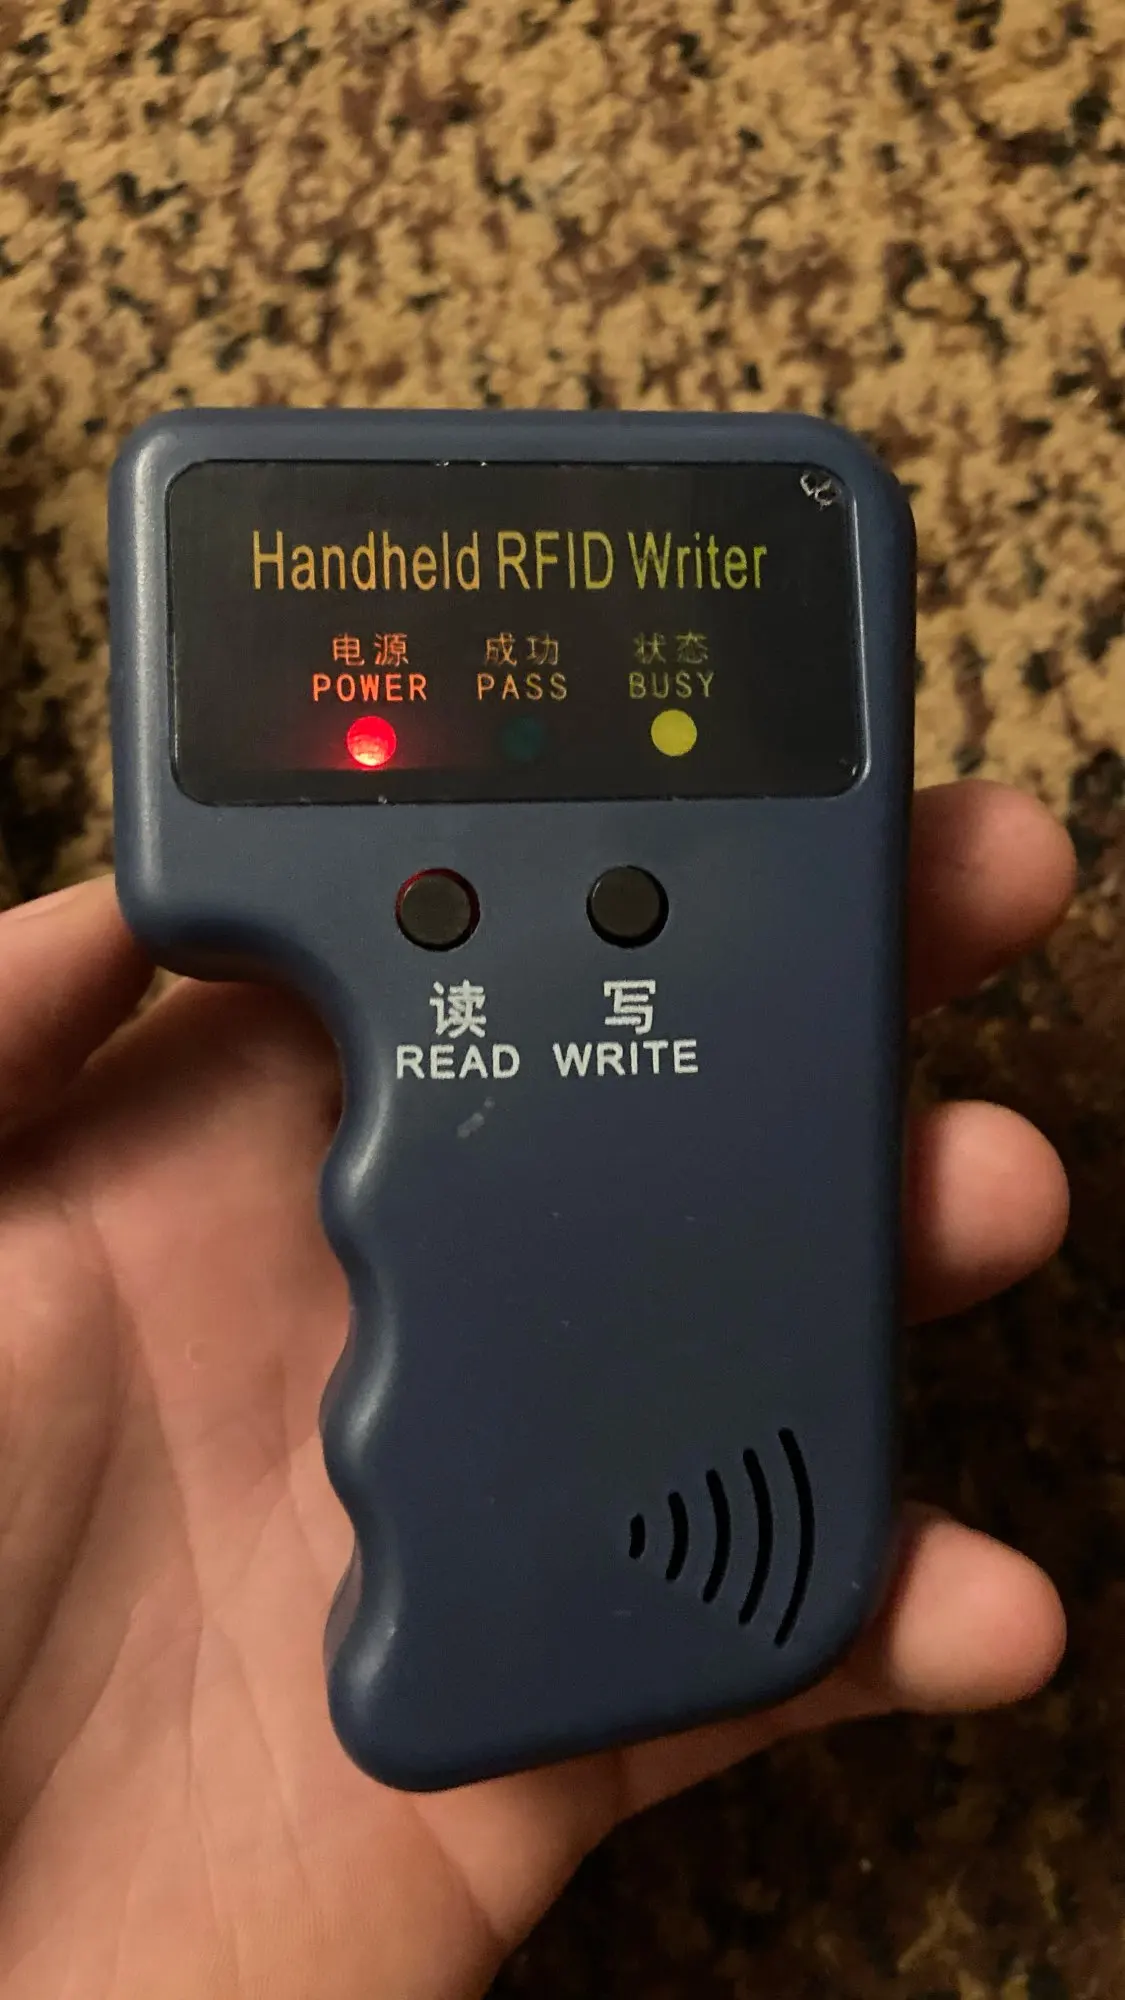 Handheld RFID Writer
电源 成功 状态
POWER PASS BUSY
读 写
READ WRITE